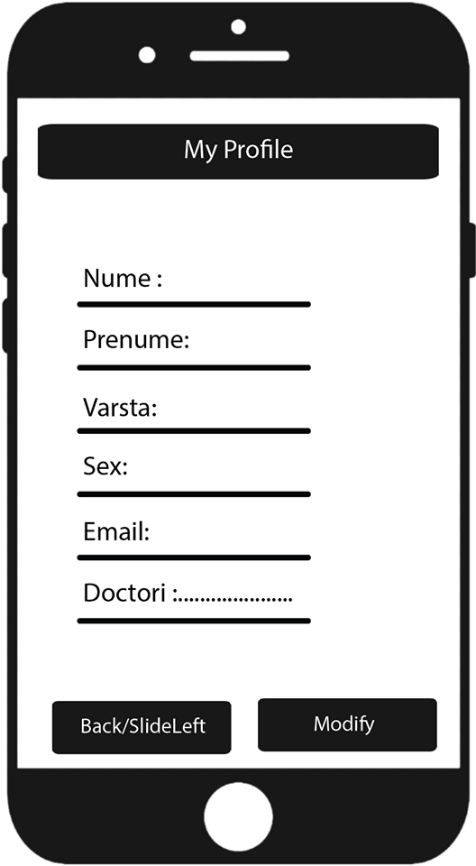 My Profile
Nume :
Prenume:
Varsta:
Sex:
Email:
Doctori :.....................
Back/SlideLeft Modify